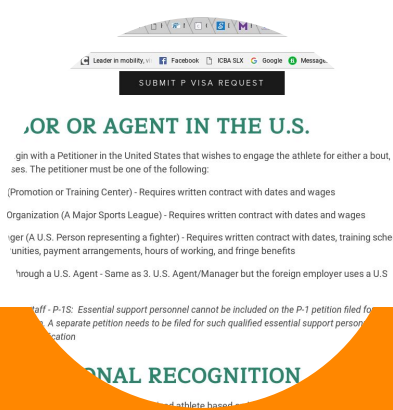 Leader in mobility, Facebook ICBA SLX Google Message
SUBMIT P VISA REQUEST
OR OR AGENT IN THE U.S.
gin with a Petitioner in the United States that wishes to engage the athlete for either a bout,
ses. The petitioner must be one of the following:
(Promotion or Training Center) - Requires written contract with dates and wages
Organization (A Major Sports League) - Requires written contract with dates and wages
ger (A U.S. Person representing a fighter) - Requires written contract with dates, training sche
unities, payment arrangements, hours of working, and fringe benefits
hrough a U.S. Agent - Same as 3. U.S. Agent/Manager but the foreign employer uses a U.S
taff - P-1S: Essential support personnel cannot be included on the P-1 petition filed for
A separate petition needs to be filed for such qualified essential support person
ication
ONAL RECOGNITION
athlete based